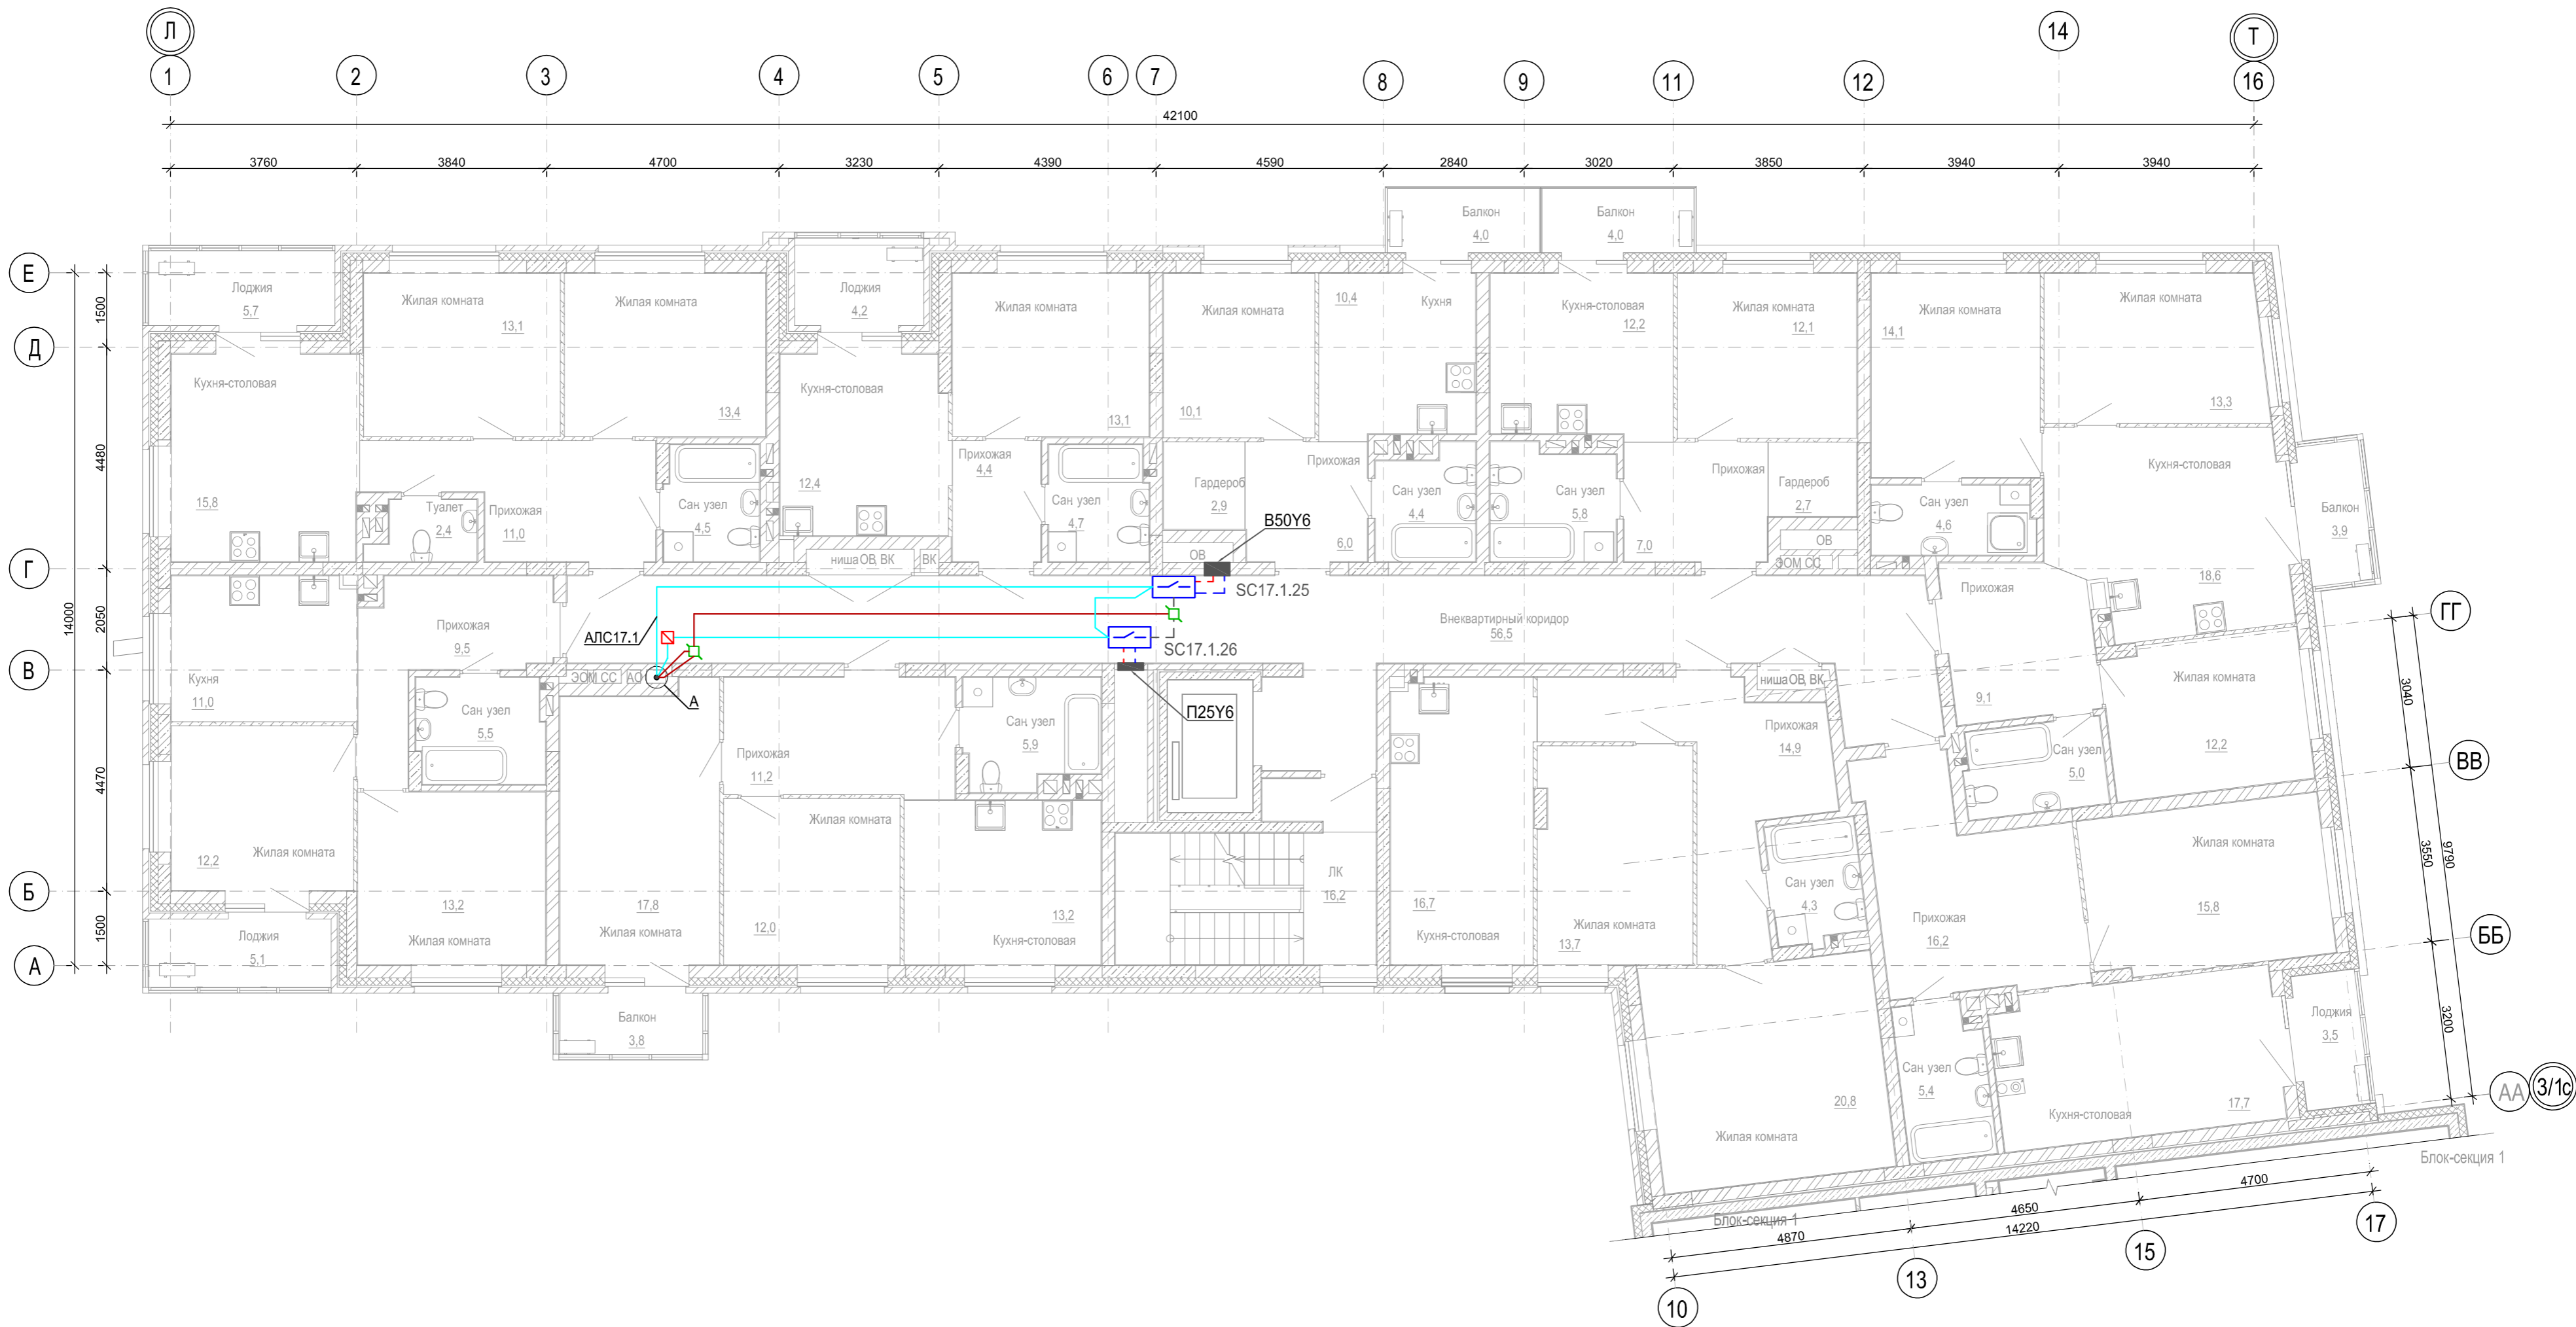 Л
Т
14
1
2
3
4
5
6
7
8
9
11
12
16
42100
3760
3840
4700
3230
4390
4590
2840
3020
3850
3940
3940
Балкон
4,0
Балкон
4,0
Е
Д
Г
В
Б
А
14000
1500
4480
2050
4470
1500
Лоджия
5,7
Жилая комната
13,1
Жилая комната
13,4
Лоджия
4,2
Жилая комната
13,1
Жилая комната
10,1
10,4
Кухня
Кухня-столовая
12,2
Жилая комната
12,1
Жилая комната
14,1
Жилая комната
13,3
Кухня-столовая
15,8
Кухня-столовая
12,4
Прихожая
4,4
Прихожая
6,0
Прихожая
7,0
Кухня-столовая
18,6
Туалет
2,4
Прихожая
11,0
Сан. узел
4,5
Сан. узел
4,7
Гардероб
2,9
Сан. узел
4,4
Сан. узел
5,8
Гардероб
2,7
Сан. узел
4,6
Балкон
3,9
ниша ОВ, ВК
ВК
ОВ
В50Y6
ОВ
ЭОМ СС
SC17.1.25
АЛС17.1
SC17.1.26
Внеквартирный коридор
56,5
Прихожая
9,1
Прихожая
9,5
Кухня
11,0
ЭОМ СС
АО
А
П25Y6
ниша ОВ, ВК
Сан. узел
5,5
Прихожая
11,2
Сан. узел
5,9
Прихожая
14,9
Жилая комната
12,2
Сан. узел
5,0
ГГ
ВВ
ББ
АА
3/1с
3040
3550
3200
9790
12,2
Жилая комната
Жилая комната
12,0
Жилая комната
15,8
ЛК
16,2
13,2
Жилая комната
17,8
Жилая комната
13,2
Кухня-столовая
16,7
Кухня-столовая
13,7
Жилая комната
Сан. узел
4,3
Прихожая
16,2
Лоджия
5,1
Балкон
3,8
Лоджия
3,5
Сан. узел
5,4
20,8
Жилая комната
17,7
Кухня-столовая
Блок-секция 1
Блок-секция 1
4870
4650
4700
14220
10
13
15
17